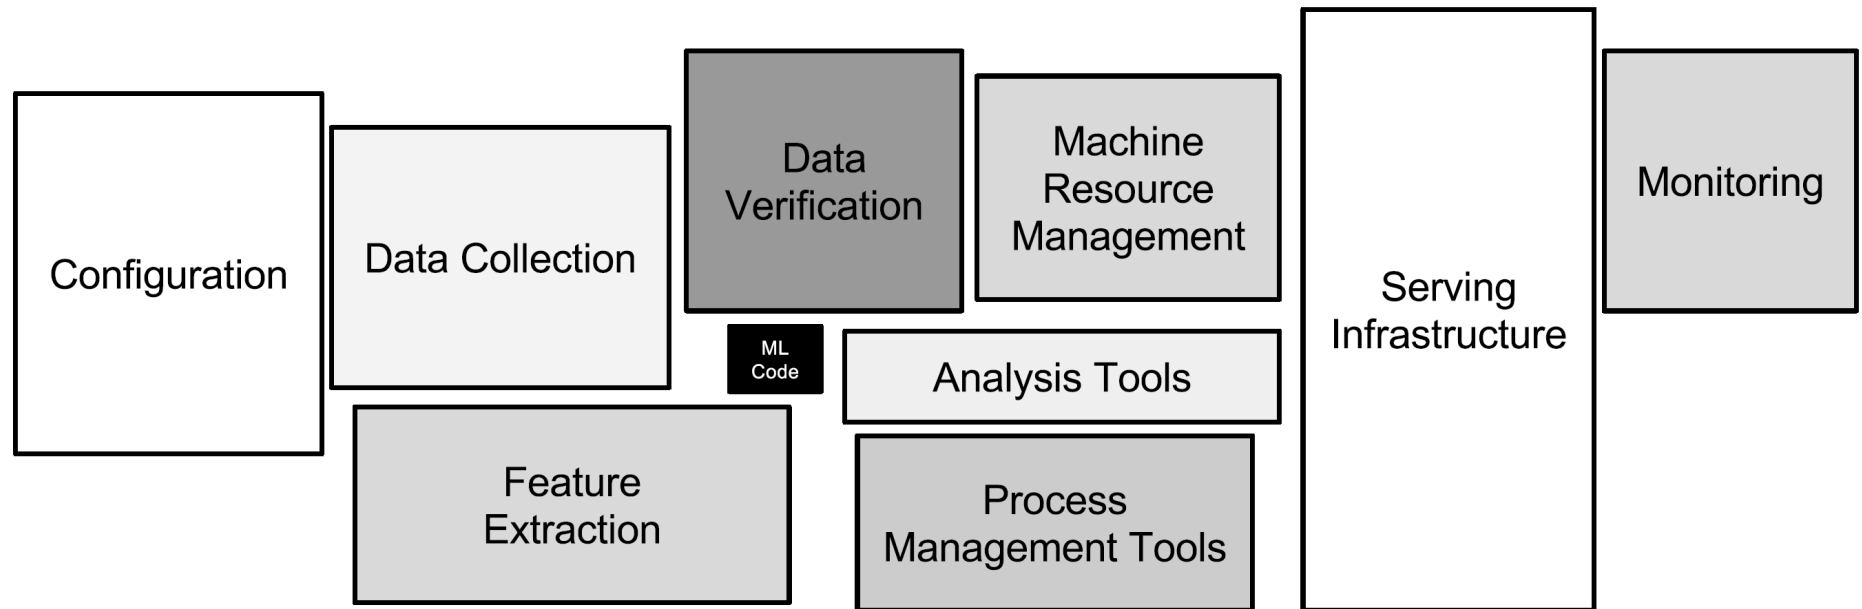 Configuration
Data Collection
Feature
Extraction
Data
Verification
ML
Code
Machine
Resource
Management
Analysis Tools
Process
Management Tools
Serving
Infrastructure
Monitoring